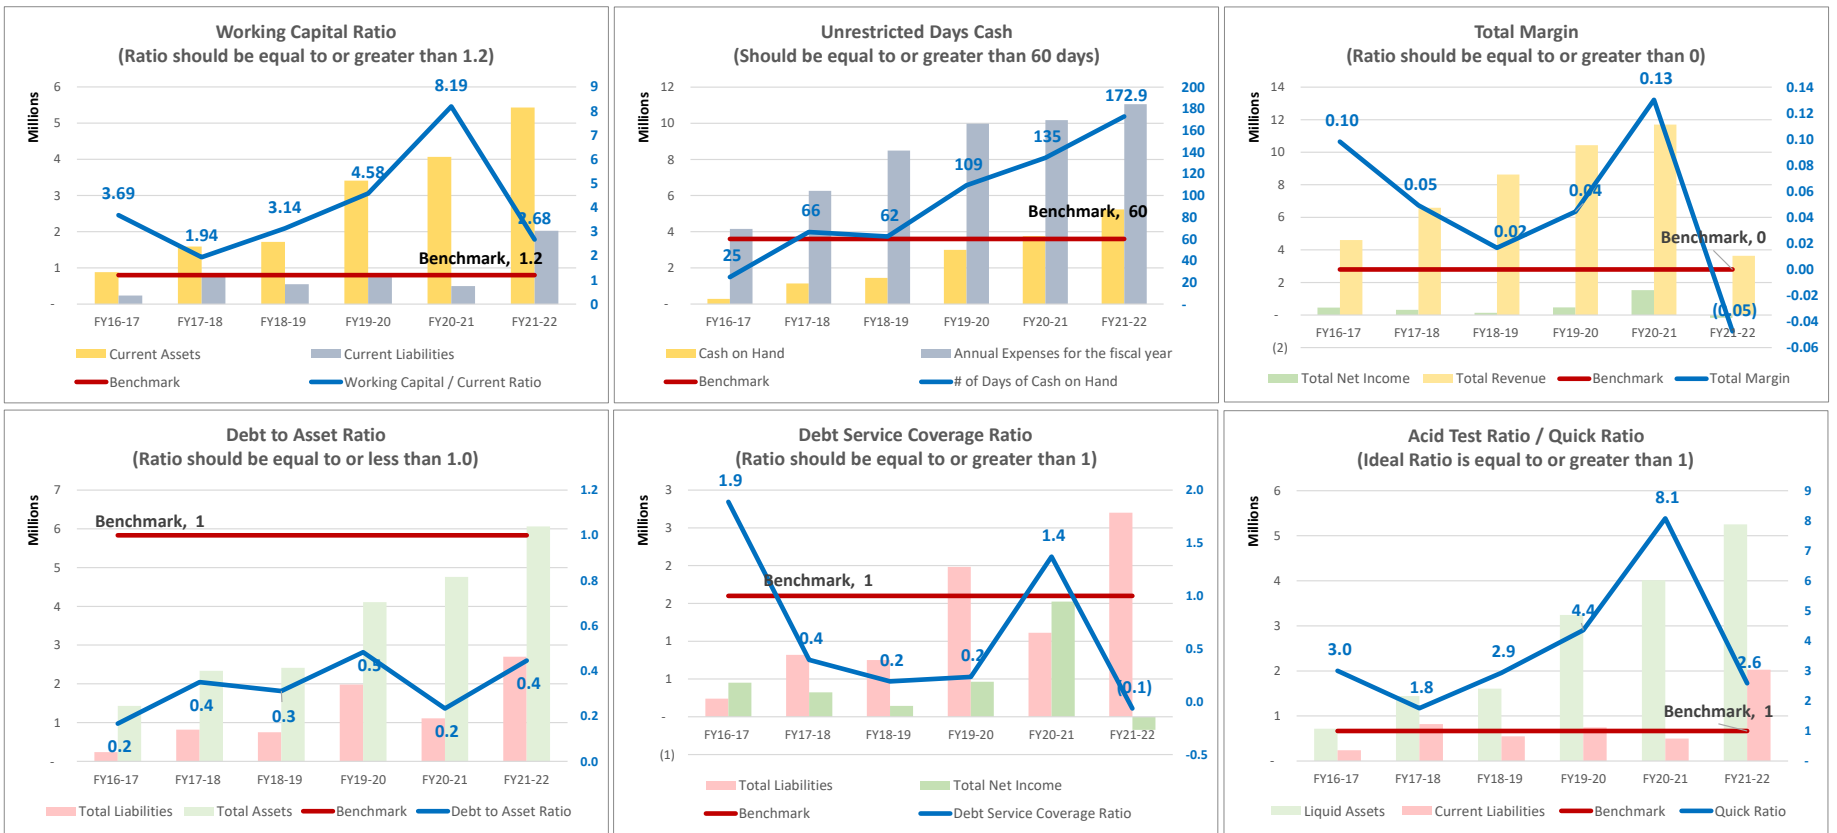 Working Capital Ratio
(Ratio should be equal to or greater than 1.2)
Millions
6
5
4
3
2
1
-
9
8
7
6
5
4
3
2
1
0
3.69
1.94
3.14
4.58
8.19
2.68
Benchmark, 1.2
FY16-17
FY17-18
FY18-19
FY19-20
FY20-21
FY21-22
Current Assets
Current Liabilities
Benchmark
Working Capital / Current Ratio
Unrestricted Days Cash
(Should be equal to or greater than 60 days)
Millions
12
10
8
6
4
2
-
200
180
160
140
120
100
80
60
40
20
-
25
66
62
109
135
172.9
Benchmark, 60
FY16-17
FY17-18
FY18-19
FY19-20
FY20-21
FY21-22
Cash on Hand
Annual Expenses for the fiscal year
Benchmark
# of Days of Cash on Hand
Total Margin
(Ratio should be equal to or greater than 0)
Millions
14
12
10
8
6
4
2
-
(2)
0.14
0.12
0.10
0.08
0.06
0.04
0.02
0.00
-0.02
-0.04
-0.06
0.10
0.05
0.02
0.04
0.13
(0.05)
Benchmark, 0
FY16-17
FY17-18
FY18-19
FY19-20
FY20-21
FY21-22
Total Net Income
Total Revenue
Benchmark
Total Margin
Debt to Asset Ratio
(Ratio should be equal to or less than 1.0)
Millions
7
6
5
4
3
2
1
-
1.2
1.0
0.8
0.6
0.4
0.2
0.0
Benchmark, 1
0.2
0.4
0.3
0.5
0.2
0.4
FY16-17
FY17-18
FY18-19
FY19-20
FY20-21
FY21-22
Total Liabilities
Total Assets
Benchmark
Debt to Asset Ratio
Debt Service Coverage Ratio
(Ratio should be equal to or greater than 1)
Millions
3
3
2
2
1
1
-
(1)
2.0
1.5
1.0
0.5
0.0
-0.5
1.9
0.4
0.2
0.2
1.4
(0.1)
Benchmark, 1
FY16-17
FY17-18
FY18-19
FY19-20
FY20-21
FY21-22
Total Liabilities
Total Net Income
Benchmark
Debt Service Coverage Ratio
Acid Test Ratio / Quick Ratio
(Ideal Ratio is equal to or greater than 1)
Millions
6
5
4
3
2
1
-
9
8
7
6
5
4
3
2
1
-
3.0
1.8
2.9
4.4
8.1
2.6
Benchmark, 1
FY16-17
FY17-18
FY18-19
FY19-20
FY20-21
FY21-22
Liquid Assets
Current Liabilities
Benchmark
Quick Ratio